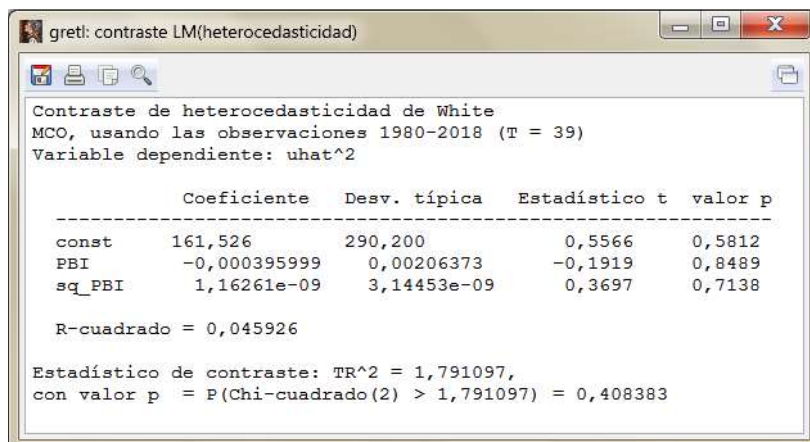 gretl: contraste LM(heterocedasticidad)
Contraste de heterocedasticidad de White
MCO, usando las observaciones 1980-2018 (T = 39)
Variable dependiente: uhat^2
Coeficiente Desv. típica Estadístico t valor p
-----------------------------------------------------------------
const 161,526 290,200 0,5566 0,5812
PBI −0,000395999 0,00206373 −0,1919 0,8489
sq_PBI 1,16261e-09 3,14453e-09 0,3697 0,7138
R-cuadrado = 0,045926
Estadístico de contraste: TR^2 = 1,791097,
con valor p = P(Chi-cuadrado(2) > 1,791097) = 0,408383